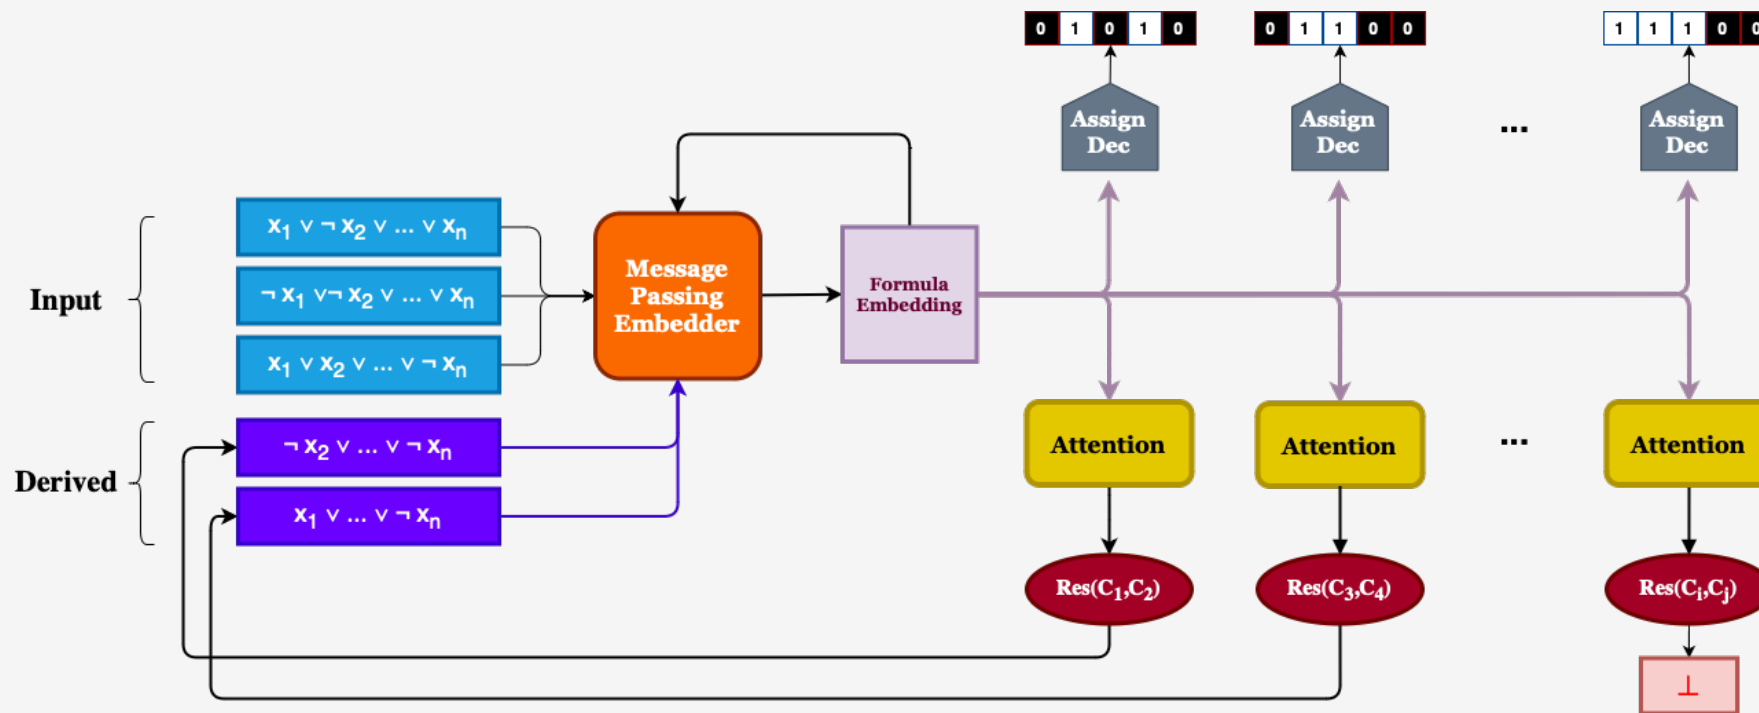 0 1 0 1 0
0 1 1 0 0
1 1 1 0 0
Assign
Dec
Assign
Dec
...
Assign
Dec
Input
x₁ ∨ ¬ x₂ ∨ ... ∨ xₙ
¬ x₁ ∨¬ x₂ ∨ ... ∨ xₙ
x₁ ∨ x₂ ∨ ... ∨ ¬ xₙ
Message
Passing
Embedder
Formula
Embedding
Derived
¬ x₂ ∨ ... ∨ ¬ xₙ
x₁ ∨ ... ∨ ¬ xₙ
Attention
Attention
...
Attention
Res(C₁,C₂)
Res(C₃,C₄)
Res(Cᵢ,Cⱼ)
⊥